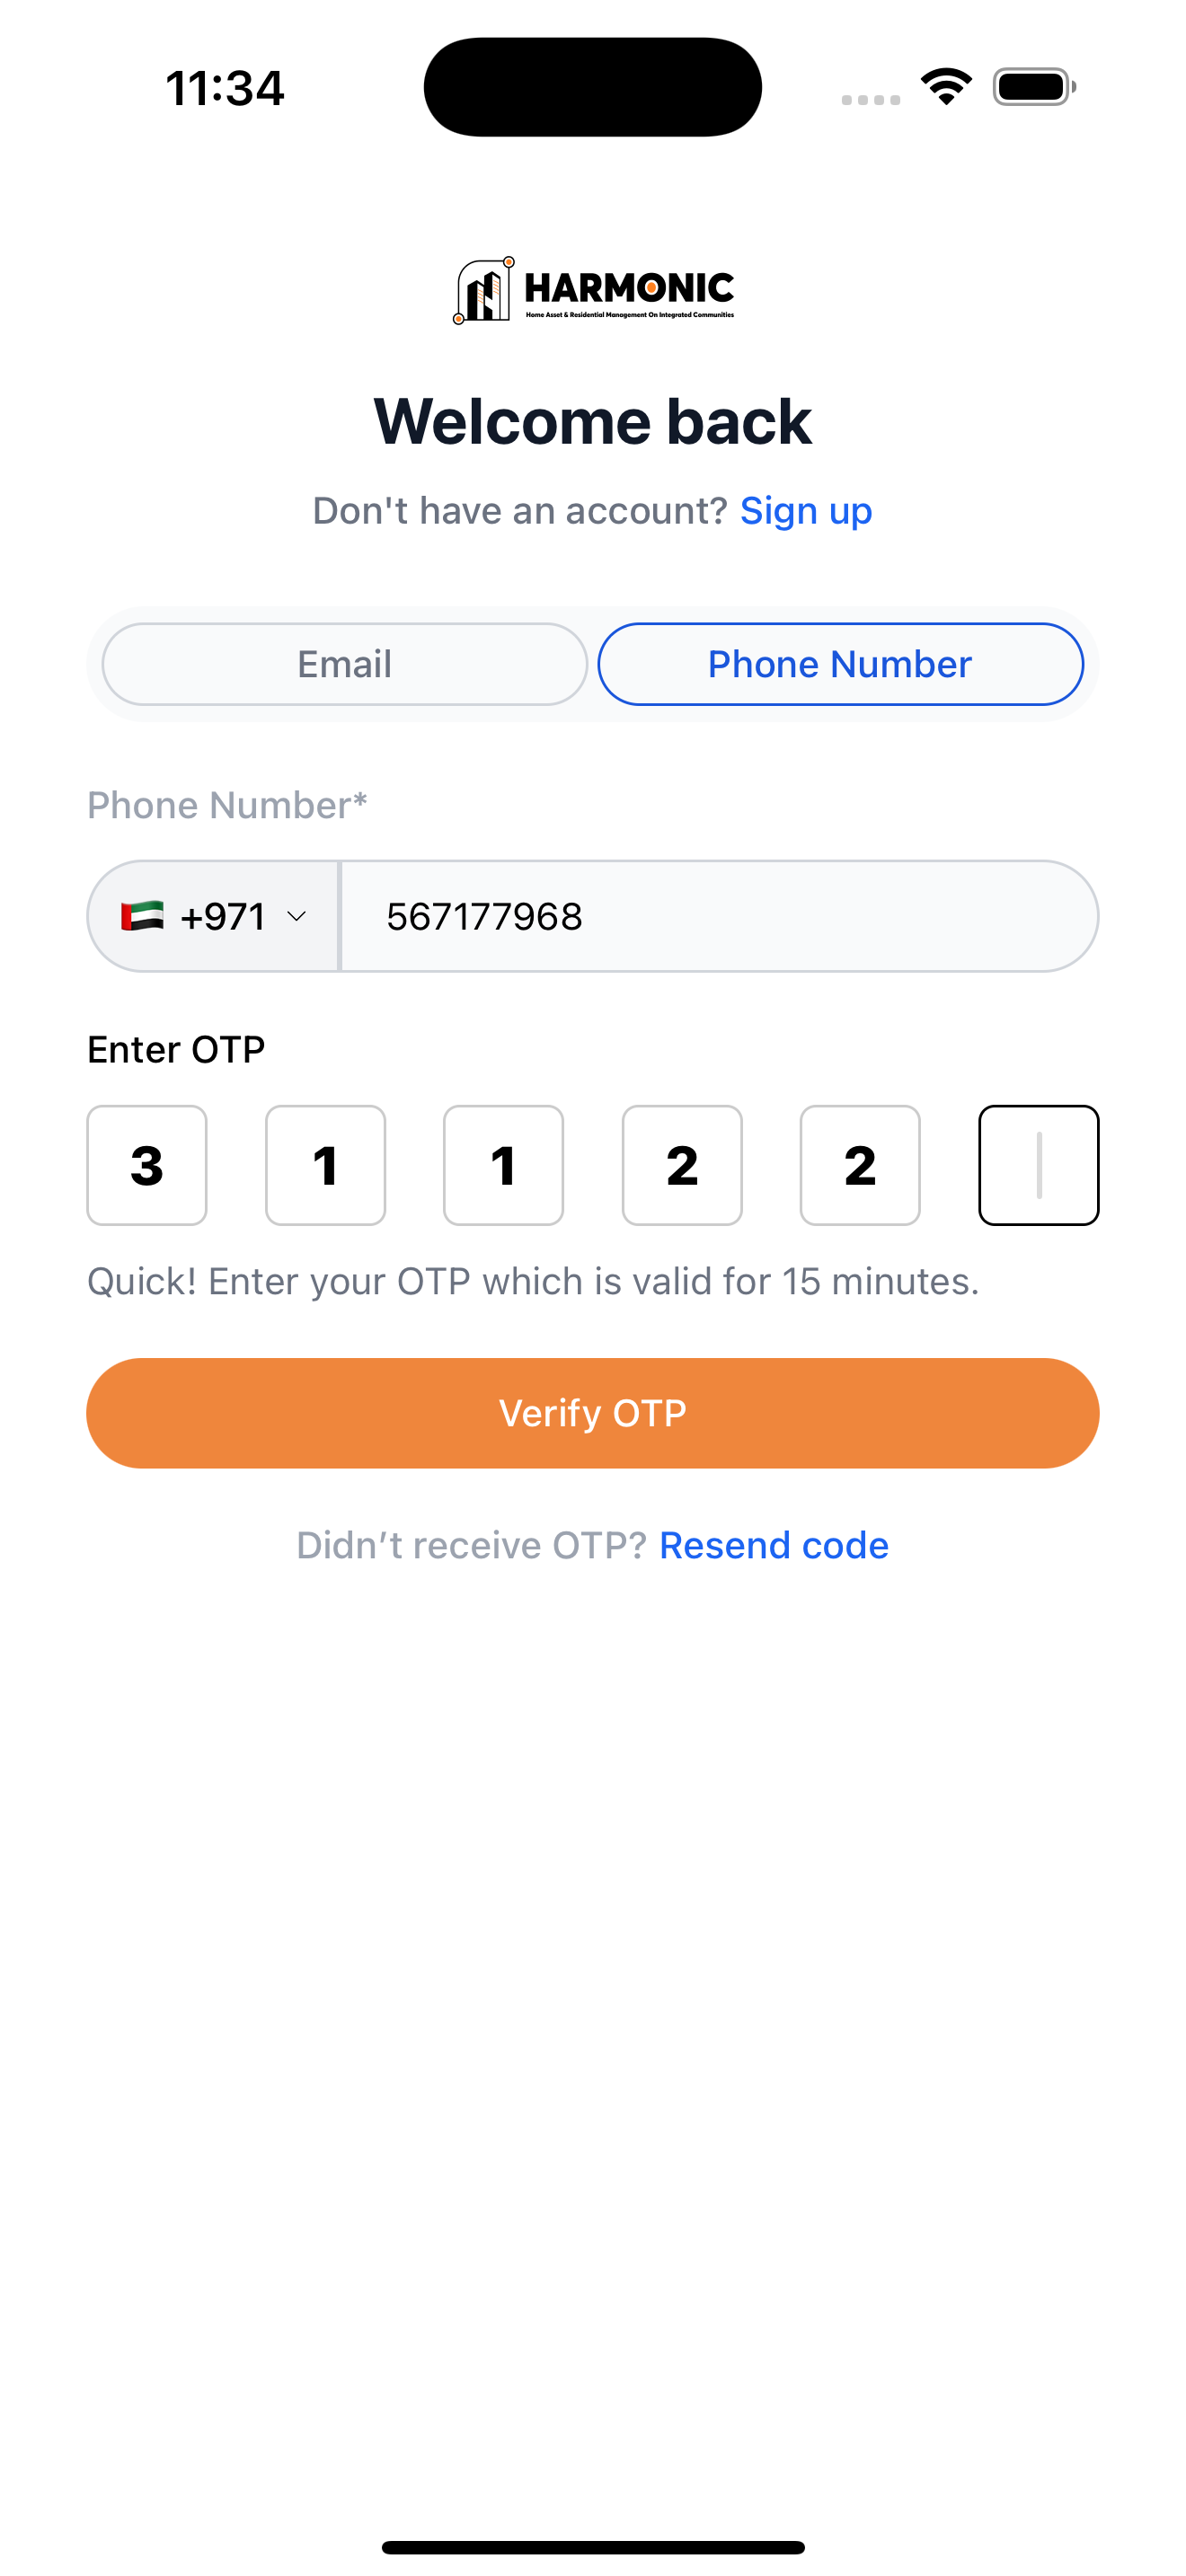 11:34
HARMONIC
Home Asset & Residential Management On Integrated Communities
Welcome back
Don't have an account? Sign up
Email
Phone Number
Phone Number*
+971
567177968
Enter OTP
3 1 1 2 2
Quick! Enter your OTP which is valid for 15 minutes.
Verify OTP
Didn’t receive OTP? Resend code